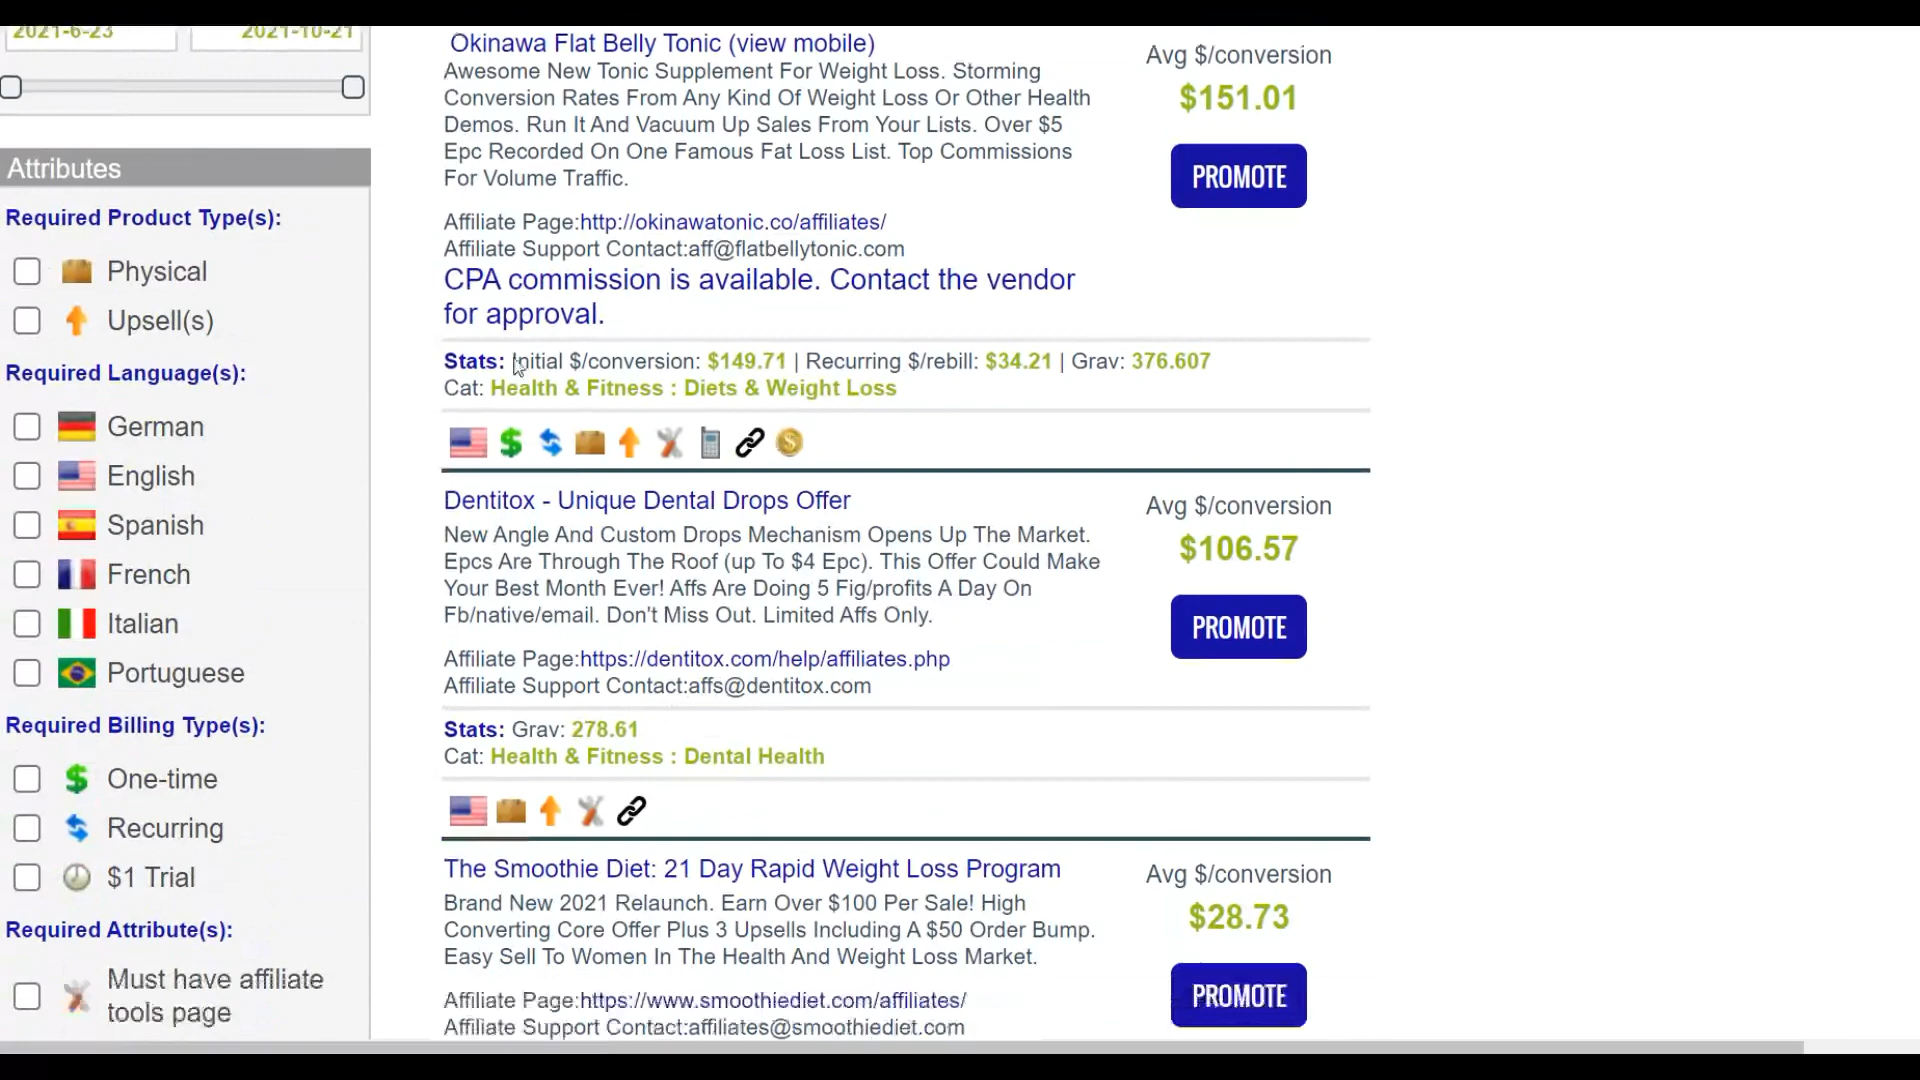 2021-6-23
2021-10-21
Attributes
Required Product Type(s):
Physical
Upsell(s)
Required Language(s):
German
English
Spanish
French
Italian
Portuguese
Required Billing Type(s):
One-time
Recurring
$1 Trial
Required Attribute(s):
Must have affiliate
tools page
Okinawa Flat Belly Tonic (view mobile)
Awesome New Tonic Supplement For Weight Loss. Storming
Conversion Rates From Any Kind Of Weight Loss Or Other Health
Demos. Run It And Vacuum Up Sales From Your Lists. Over $5
Epc Recorded On One Famous Fat Loss List. Top Commissions
For Volume Traffic.
Affiliate Page:http://okinawatonic.co/affiliates/
Affiliate Support Contact:aff@flatbellytonic.com
CPA commission is available. Contact the vendor
for approval.
Avg $/conversion
$151.01
PROMOTE
Stats: Initial $/conversion: $149.71 | Recurring $/rebill: $34.21 | Grav: 376.607
Cat: Health & Fitness : Diets & Weight Loss
Dentitox - Unique Dental Drops Offer
New Angle And Custom Drops Mechanism Opens Up The Market.
Epcs Are Through The Roof (up To $4 Epc). This Offer Could Make
Your Best Month Ever! Affs Are Doing 5 Fig/profits A Day On
Fb/native/email. Don't Miss Out. Limited Affs Only.
Affiliate Page:https://dentitox.com/help/affiliates.php
Affiliate Support Contact:affs@dentitox.com
Avg $/conversion
$106.57
PROMOTE
Stats: Grav: 278.61
Cat: Health & Fitness : Dental Health
The Smoothie Diet: 21 Day Rapid Weight Loss Program
Brand New 2021 Relaunch. Earn Over $100 Per Sale! High
Converting Core Offer Plus 3 Upsells Including A $50 Order Bump.
Easy Sell To Women In The Health And Weight Loss Market.
Affiliate Page:https://www.smoothiediet.com/affiliates/
Affiliate Support Contact:affiliates@smoothiediet.com
Avg $/conversion
$28.73
PROMOTE